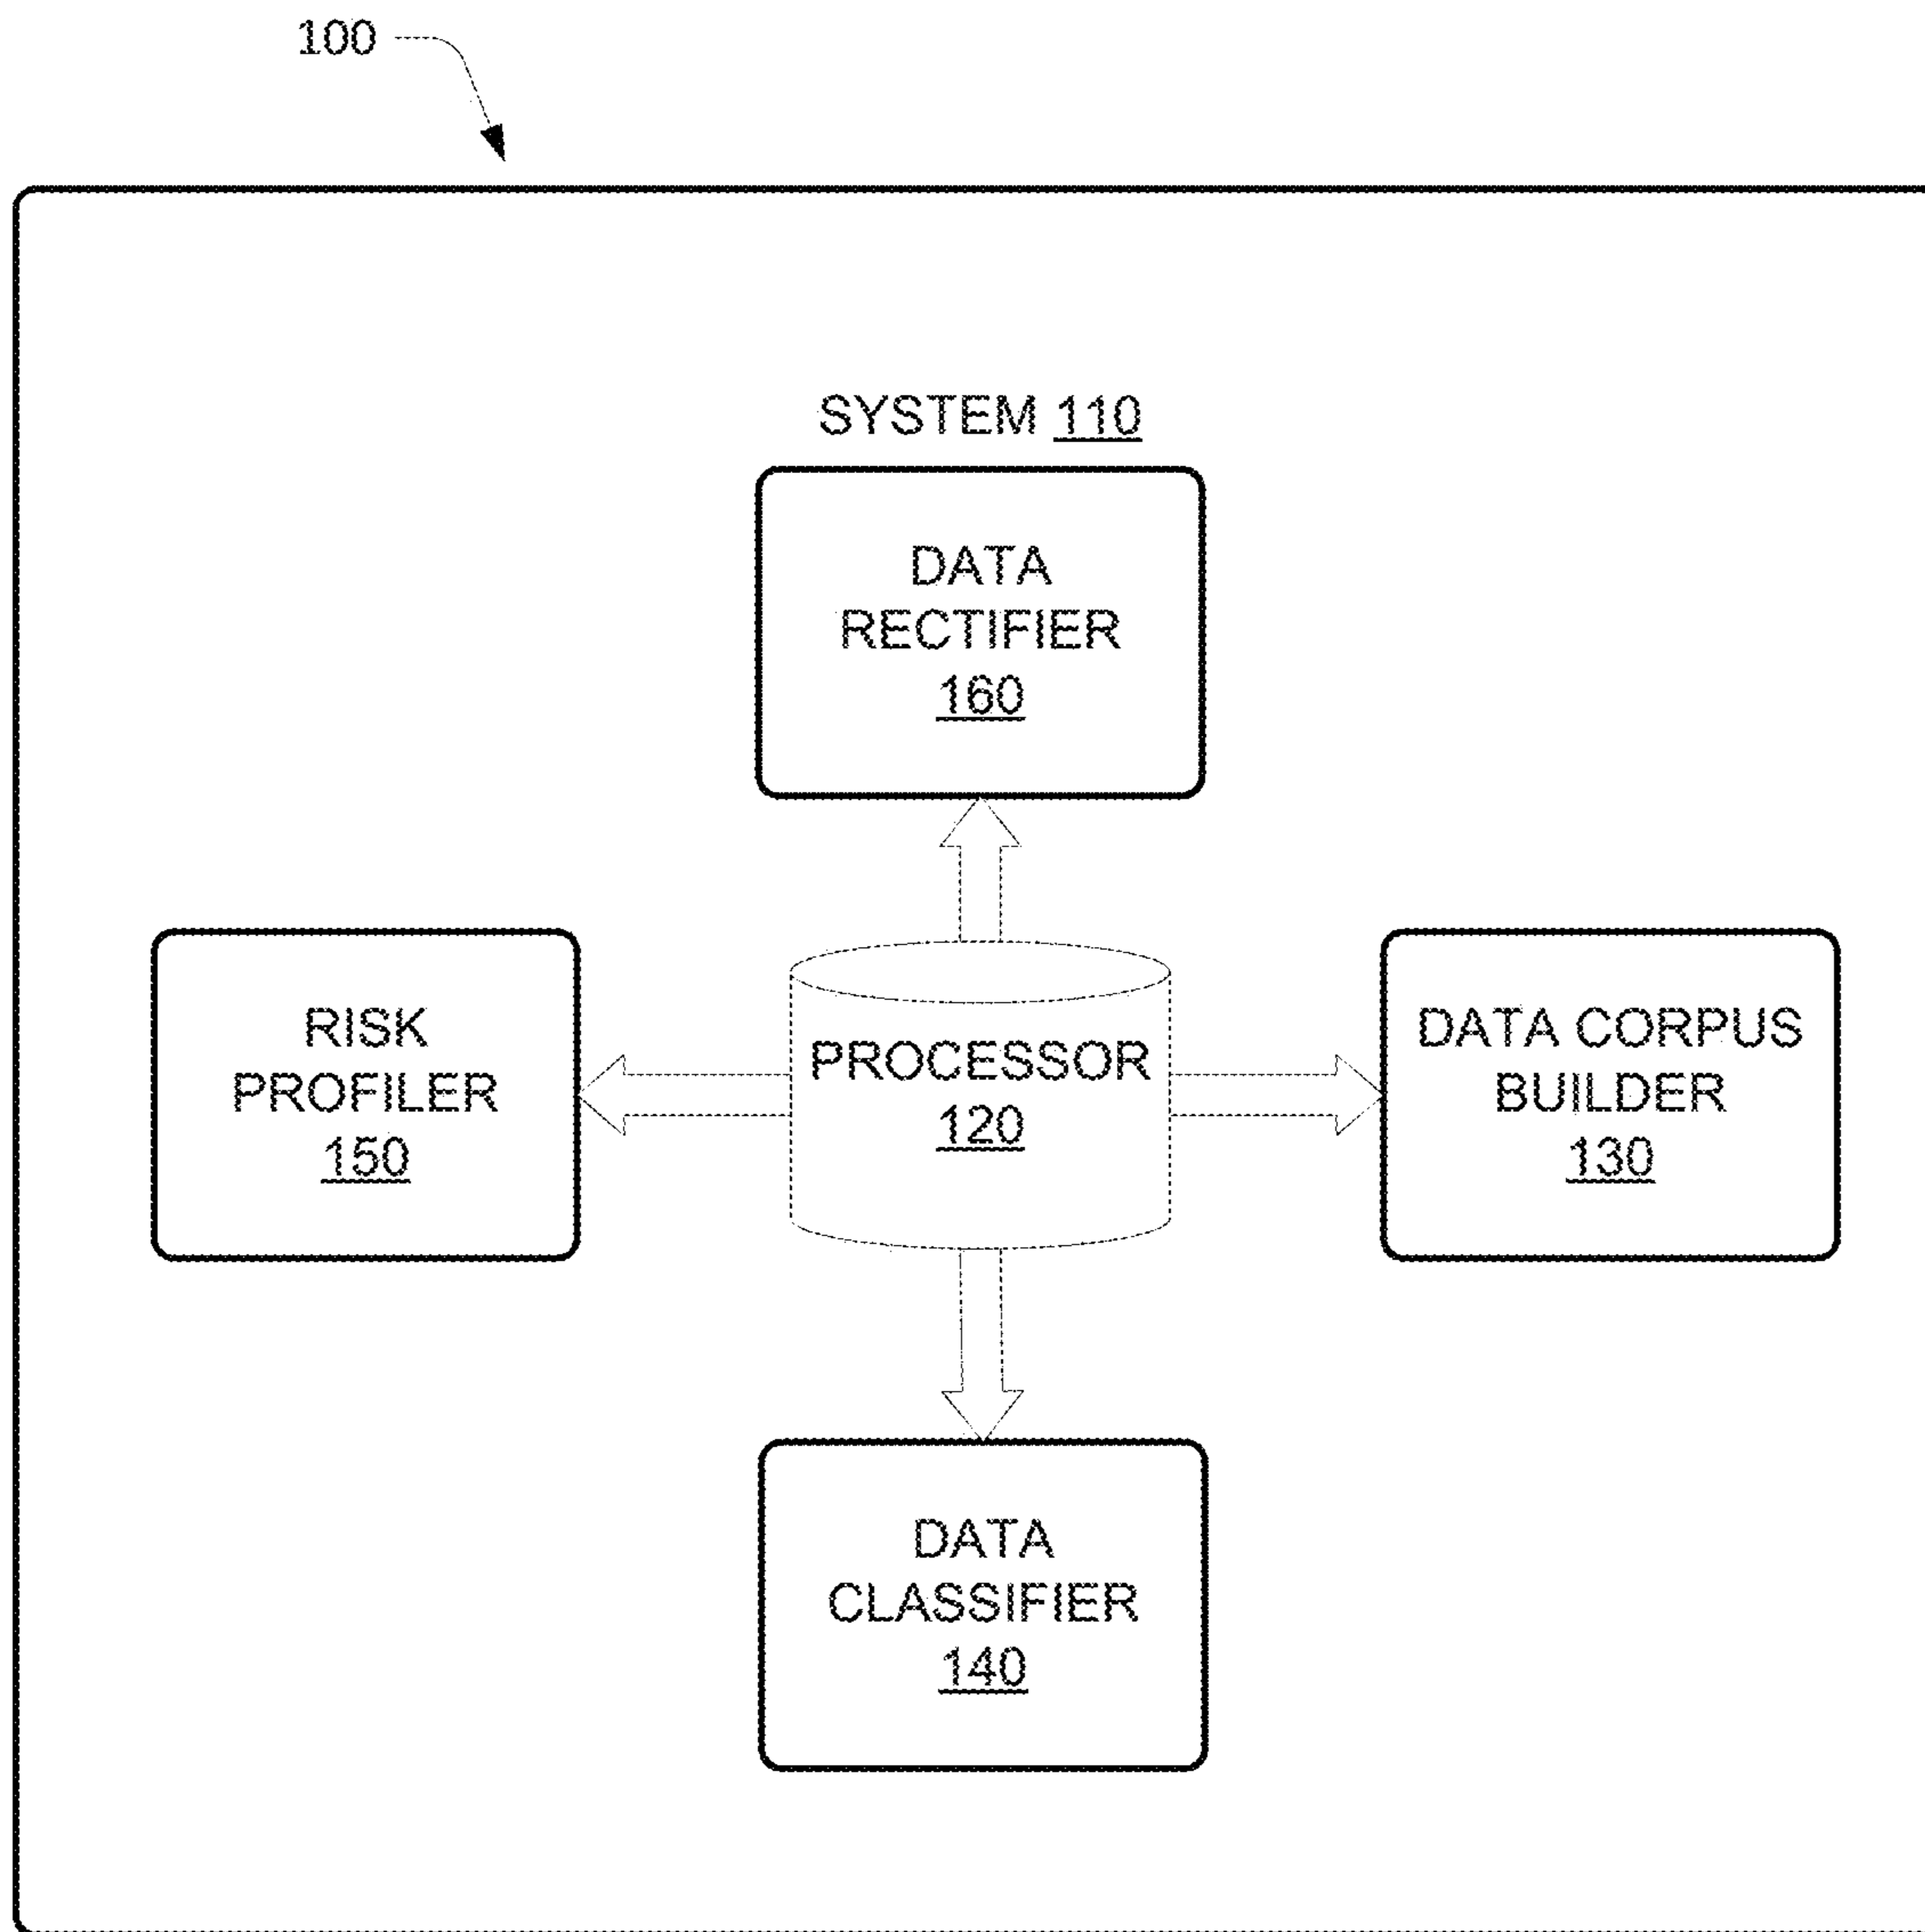 100
SYSTEM 110
DATA
RECTIFIER
160
RISK
PROFILER
150
PROCESSOR
120
DATA CORPUS
BUILDER
130
DATA
CLASSIFIER
140